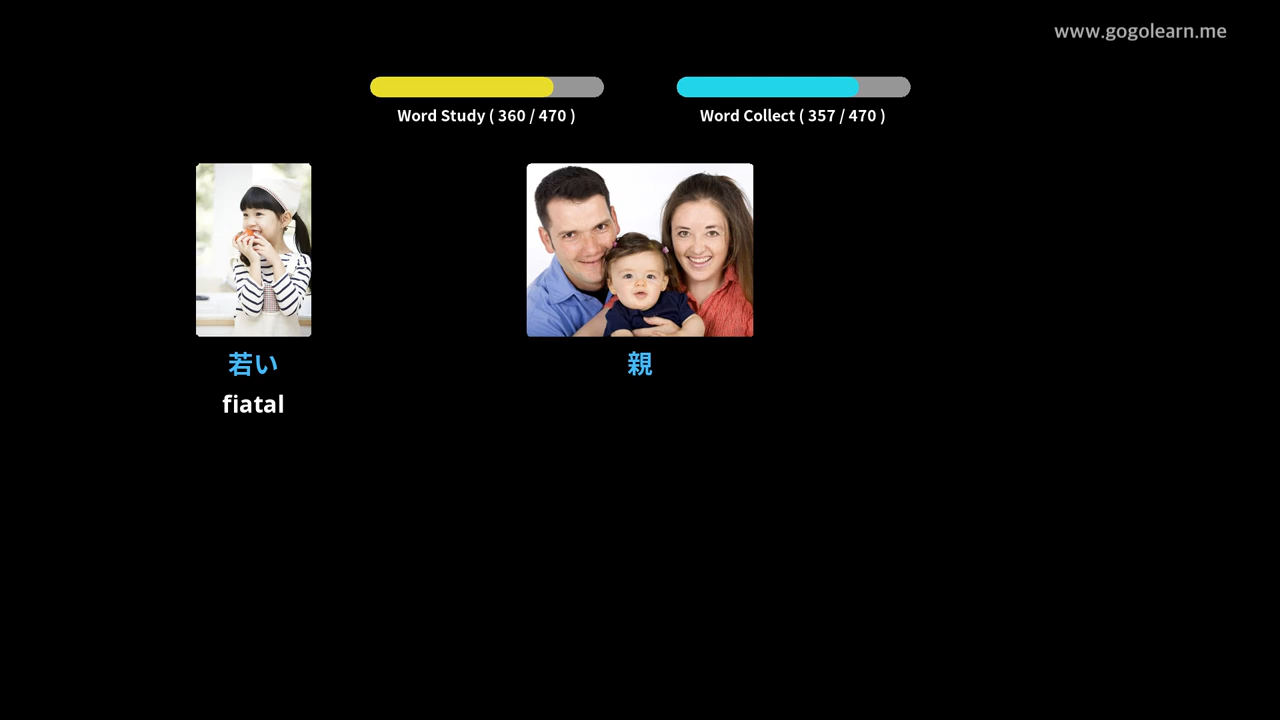 www.gogolearn.me
Word Study ( 360 / 470 )
Word Collect ( 357 / 470 )
若い
親
fiatal